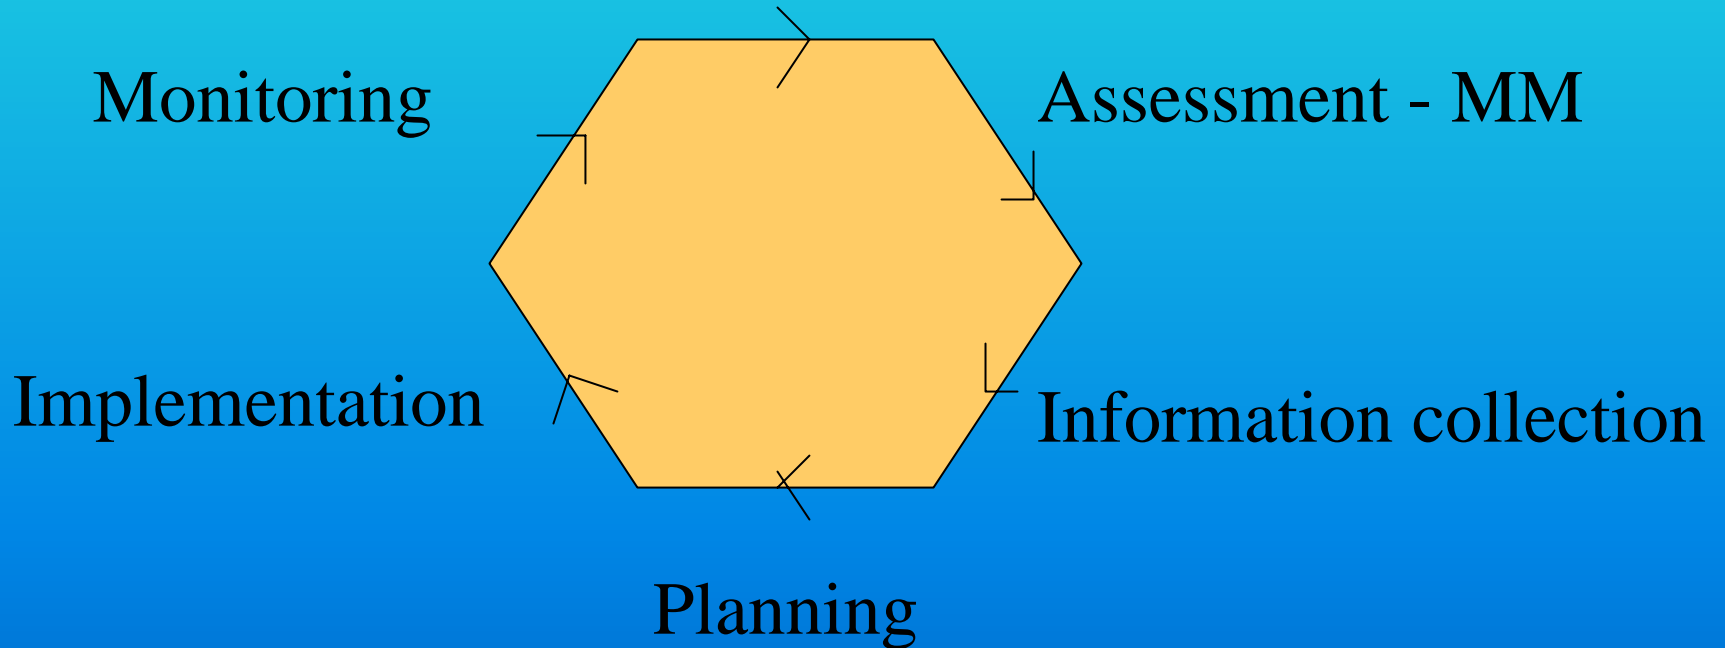 Monitoring
Assessment - MM
Implementation
Information collection
Planning